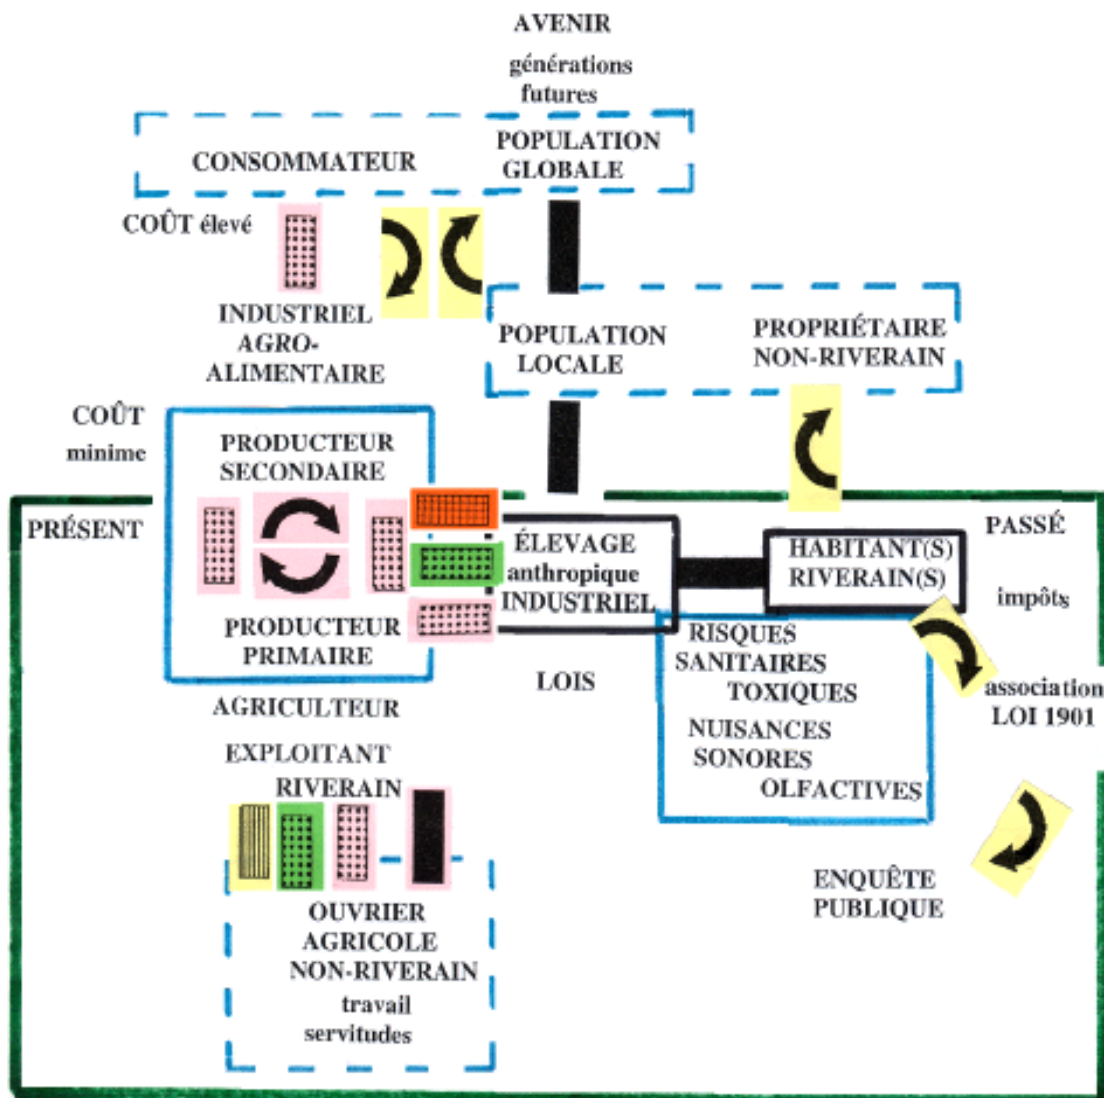 AVENIR
générations
futures
CONSOMMATEUR
POPULATION
GLOBALE
COÛT élevé
INDUSTRIEL
AGRO-
ALIMENTAIRE
POPULATION
LOCALE
PROPRIÉTAIRE
NON-RIVERAIN
COÛT
minime
PRODUCTEUR
SECONDAIRE
PRÉSENT
PRODUCTEUR
PRIMAIRE
ÉLEVAGE
anthropique
INDUSTRIEL
HABITANT(S)
RIVERAIN(S)
PASSÉ
impôts
RISQUES
SANITAIRES
TOXIQUES
NUISANCES
SONORES
OLFACTIVES
LOIS
association
LOI 1901
AGRICULTEUR
EXPLOITANT
RIVERAIN
ENQUÊTE
PUBLIQUE
OUVRIER
AGRICOLE
NON-RIVERAIN
travail
servitudes